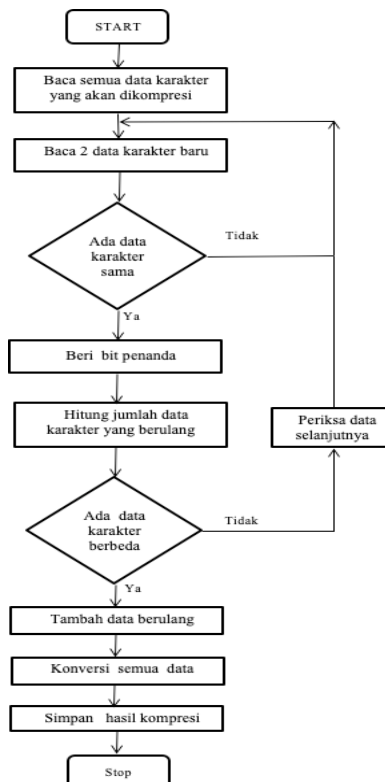 START
Baca semua data karakter
yang akan dikompresi
Baca 2 data karakter baru
Ada data
karakter
sama
Tidak
Ya
Beri bit penanda
Hitung jumlah data
karakter yang berulang
Periksa data
selanjutnya
Ada data
karakter
berbeda
Tidak
Ya
Tambah data berulang
Konversi semua data
Simpan hasil kompresi
Stop